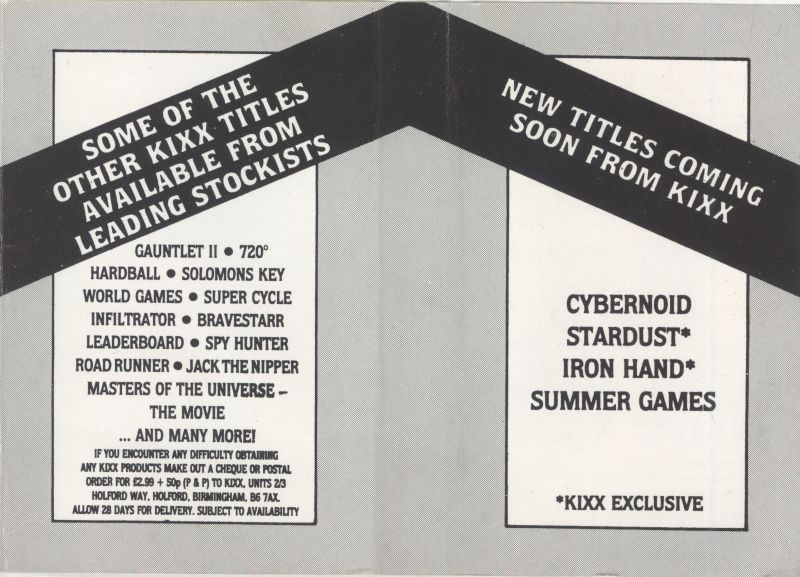 SOME OF THE
OTHER KIXX TITLES
AVAILABLE FROM
LEADING STOCKISTS
GAUNTLET II ● 720°
HARDBALL ● SOLOMONS KEY
WORLD GAMES ● SUPER CYCLE
INFILTRATOR ● BRAVESTARR
LEADERBOARD ● SPY HUNTER
ROAD RUNNER ● JACK THE NIPPER
MASTERS OF THE UNIVERSE –
THE MOVIE
... AND MANY MORE!
IF YOU ENCOUNTER ANY DIFFICULTY OBTAINING
ANY KIXX PRODUCTS MAKE OUT A CHEQUE OR POSTAL
ORDER FOR £2.99 + 50p (P & P) TO KIXX, UNITS 2/3
HOLFORD WAY, HOLFORD, BIRMINGHAM, B6 7AX.
ALLOW 28 DAYS FOR DELIVERY. SUBJECT TO AVAILABILITY
NEW TITLES COMING
SOON FROM KIXX
CYBERNOID
STARDUST*
IRON HAND*
SUMMER GAMES
*KIXX EXCLUSIVE